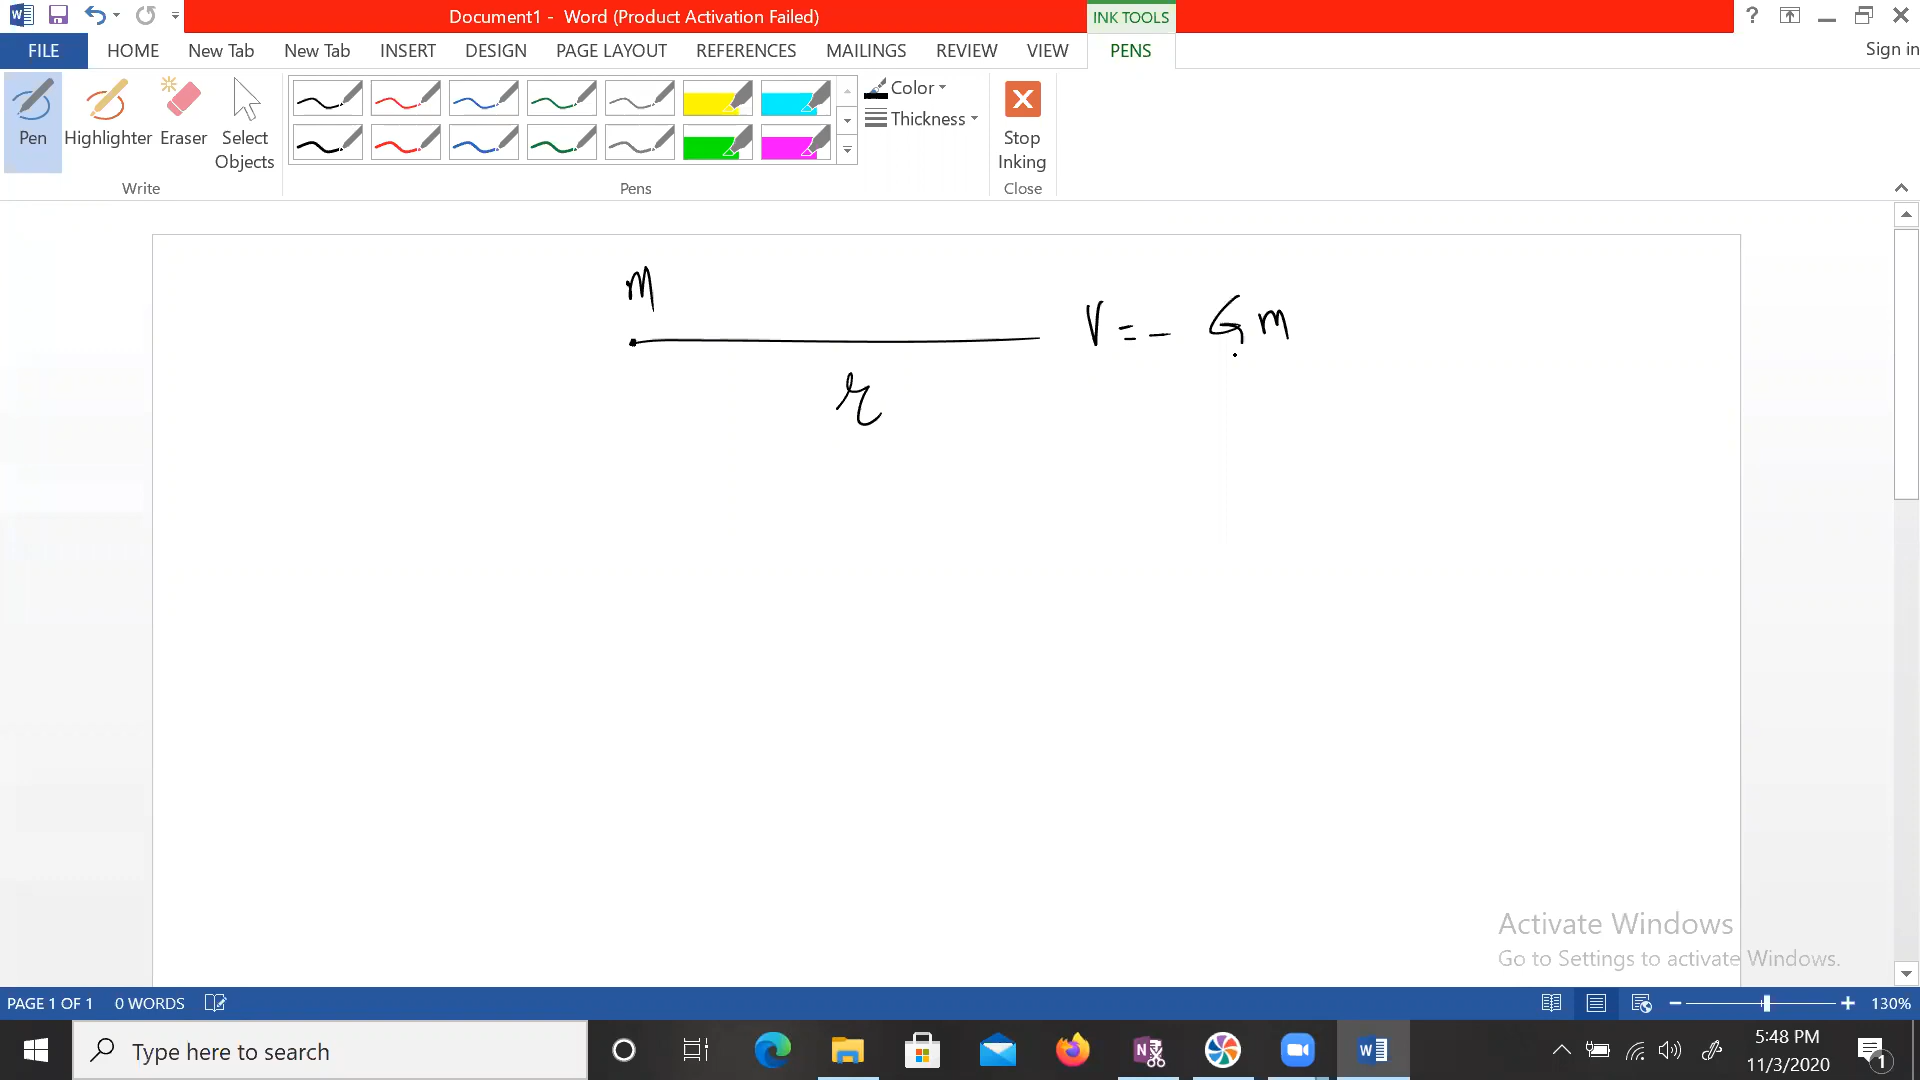 Document1 - Word (Product Activation Failed)
INK TOOLS
? 
FILE HOME New Tab New Tab INSERT DESIGN PAGE LAYOUT REFERENCES MAILINGS REVIEW VIEW PENS Sign in
Pen Highlighter Eraser Select Objects
Color
Thickness
Stop Inking
Write Pens Close
m
V = - Gm
r
Activate Windows
Go to Settings to activate Windows.
PAGE 1 OF 1 0 WORDS 130%
Type here to search
5:48 PM
11/3/2020
1